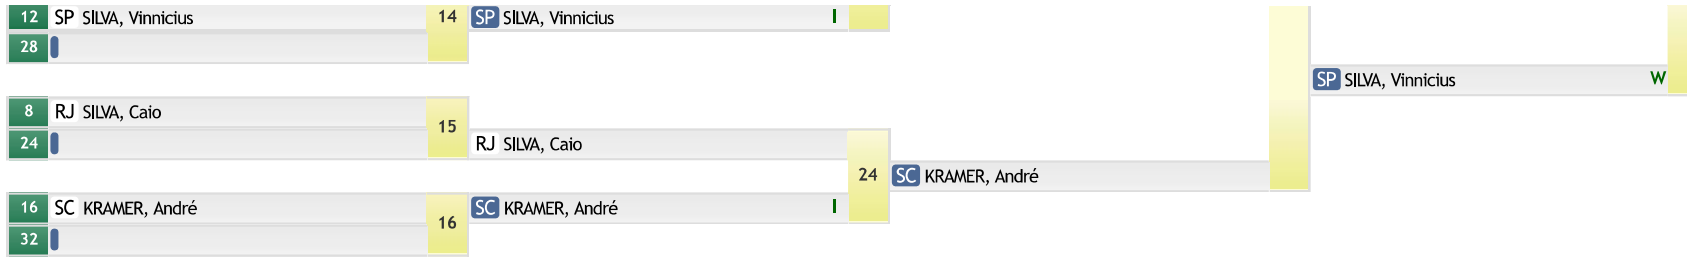 12 SP SILVA, Vinnicius 14 SP SILVA, Vinnicius I
28
SP SILVA, Vinnicius W
8 RJ SILVA, Caio 15
24 RJ SILVA, Caio
24 SC KRAMER, André
16 SC KRAMER, André 16 SC KRAMER, André I
32